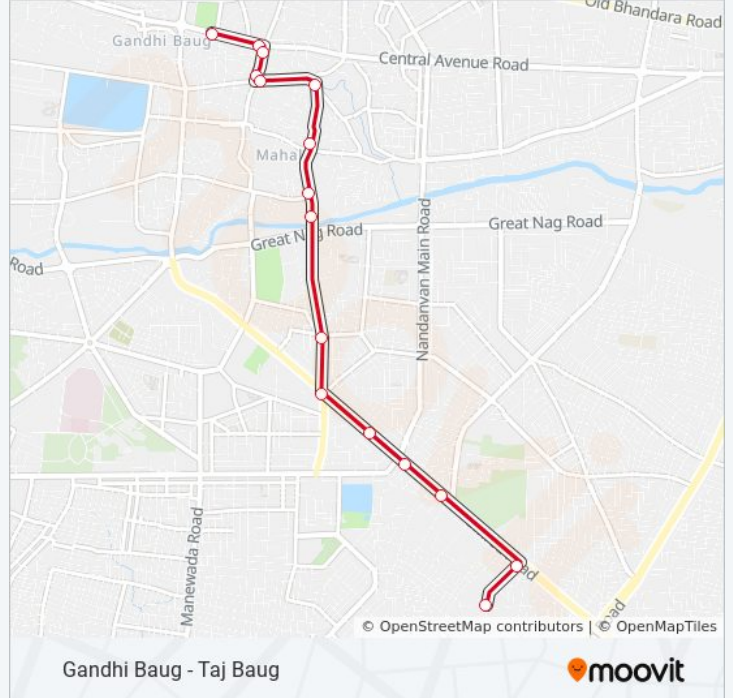 Old Bhandara Road
Gandhi Baug
Central Avenue Road
Mahal
Great Nag Road
Great Nag Road
Road
Nandanvan Main Road
Manewada Road
© OpenStreetMap contributors | © OpenMapTiles
Gandhi Baug - Taj Baug
moovit